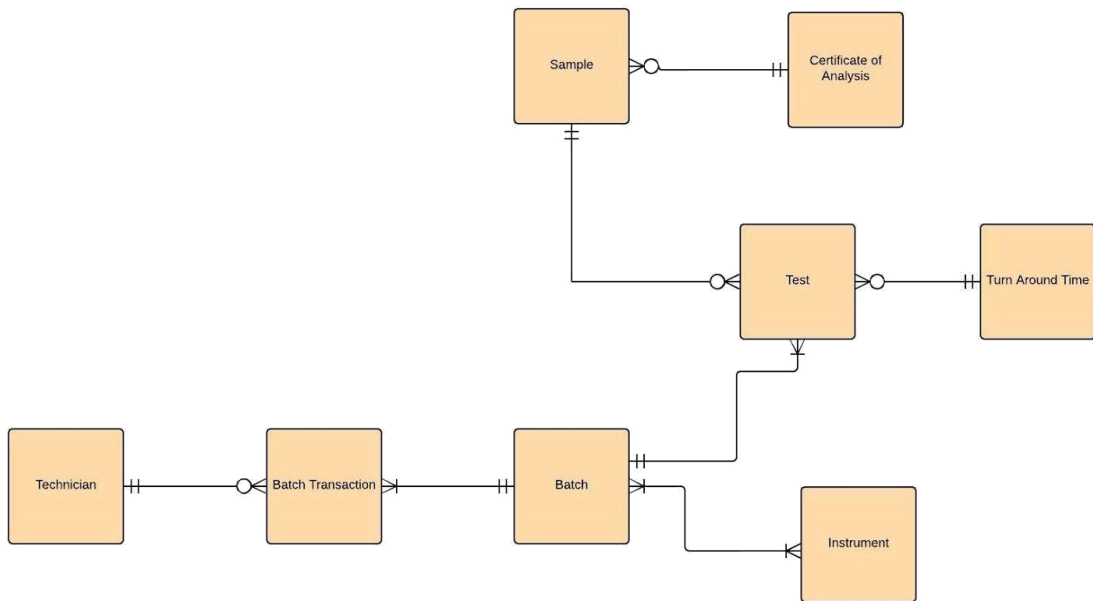 Sample
Certificate of
Analysis
Test
Turn Around Time
Technician
Batch Transaction
Batch
Instrument